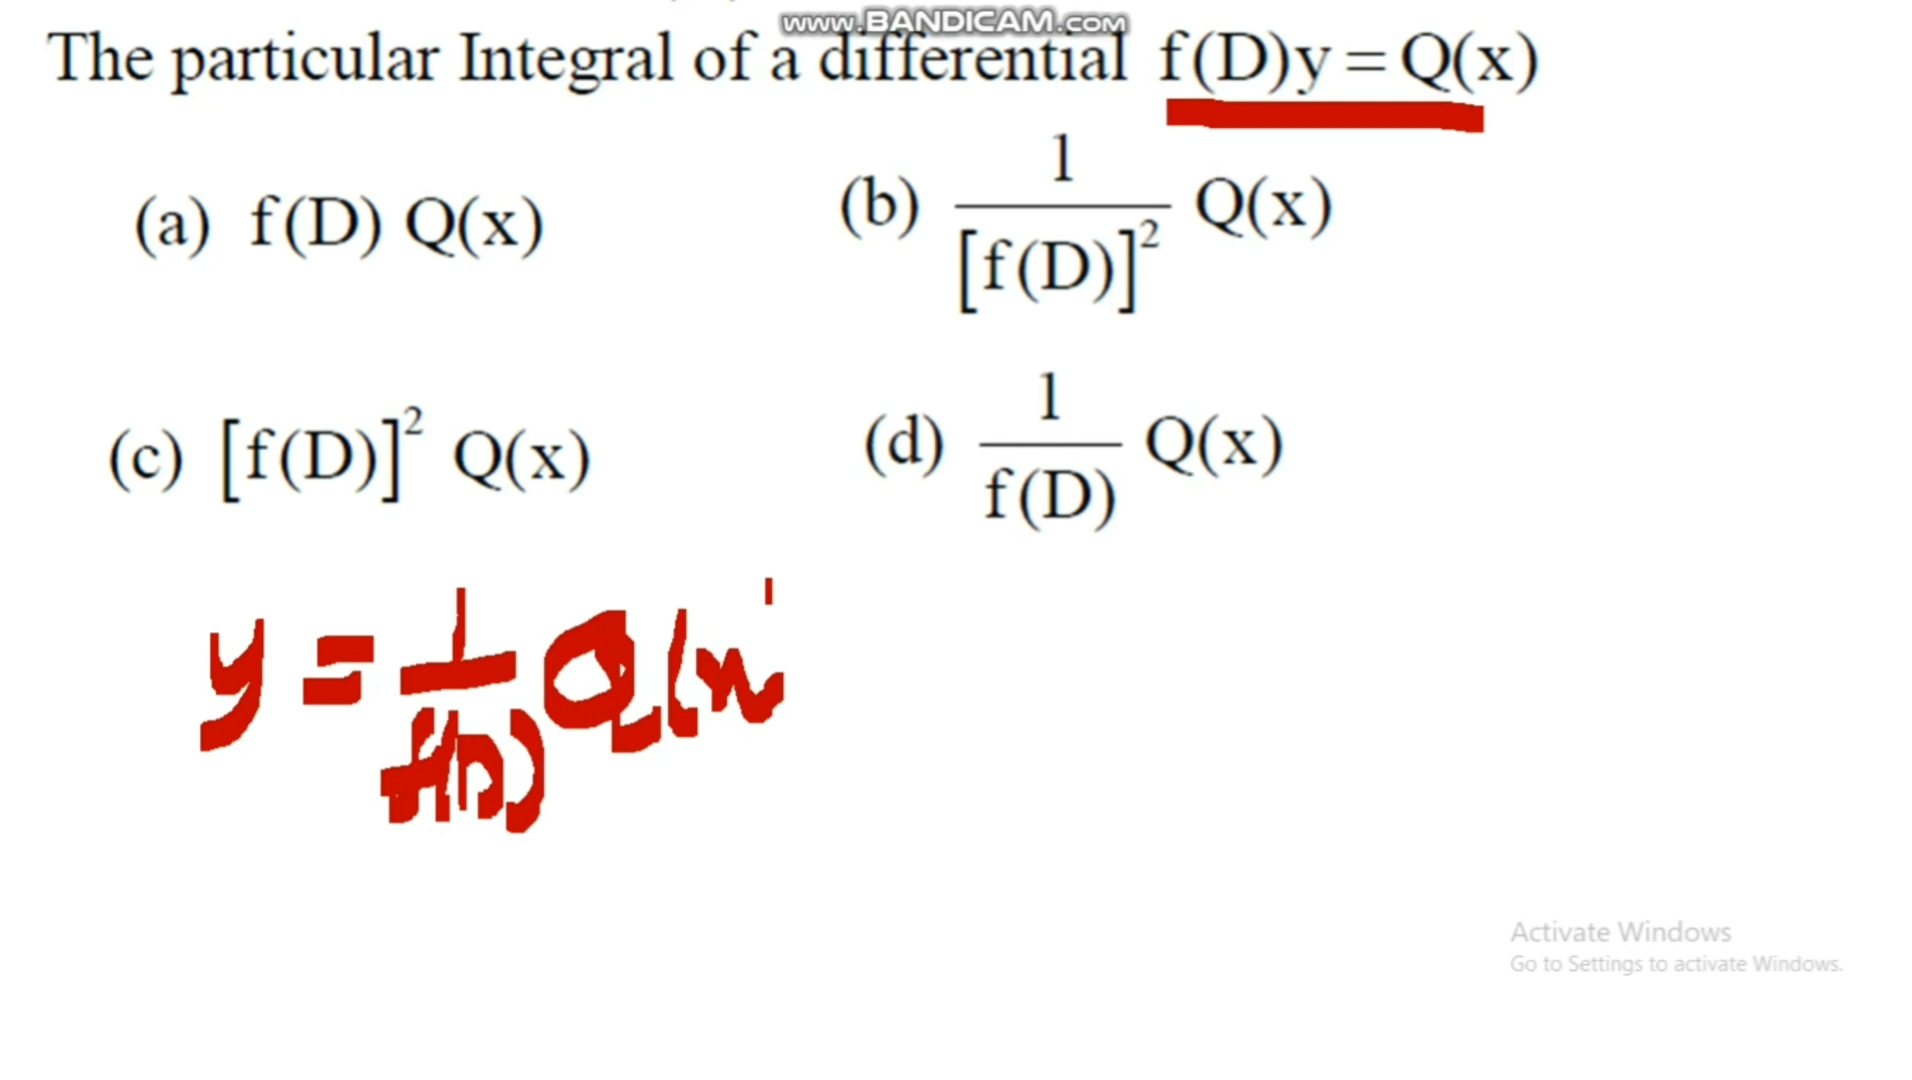 www.BANDICAM.COM
The particular Integral of a differential f(D)y = Q(x)
(a) f(D) Q(x)
(b) 1/[f(D)]² Q(x)
(c) [f(D)]² Q(x)
(d) 1/f(D) Q(x)
y = 1/f(D) Q(x
Activate Windows
Go to Settings to activate Windows.